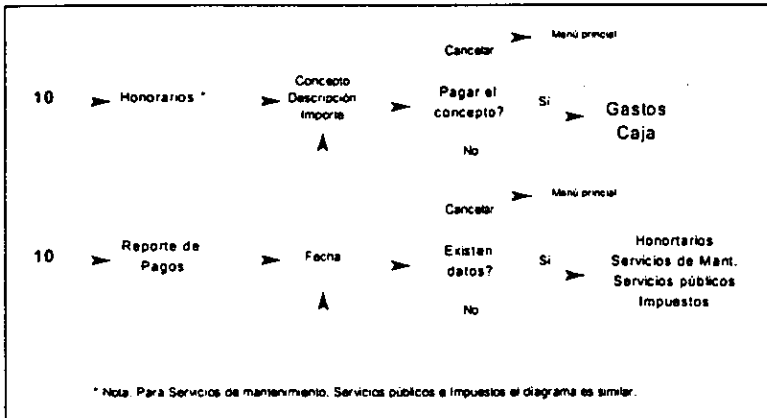 Cancelar
Menú princial
10
Honorarios *
Concepto
Descripción
Importe
Pagar el
concepto?
Si
Gastos
Caja
No
Cancelar
Menú princial
10
Reporte de
Pagos
Fecha
Existen
datos?
Si
Honortarios
Servicios de Mant.
Servicios públicos
Impuestos
No
* Nota. Para Servicios de mantenimiento, Servicios públicos e Impuestos el diagrama es similar.